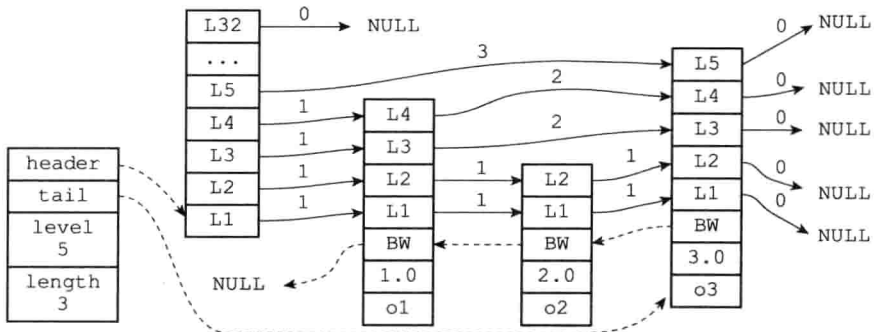 header
tail
level
5
length
3
L32
...
L5
L4
L3
L2
L1
0
NULL
3
1
1
1
1
L4
L3
L2
L1
BW
1.0
o1
NULL
2
2
1
1
L2
L1
BW
2.0
o2
1
1
L5
L4
L3
L2
L1
BW
3.0
o3
0
NULL
0
NULL
0
NULL
0
NULL
0
NULL